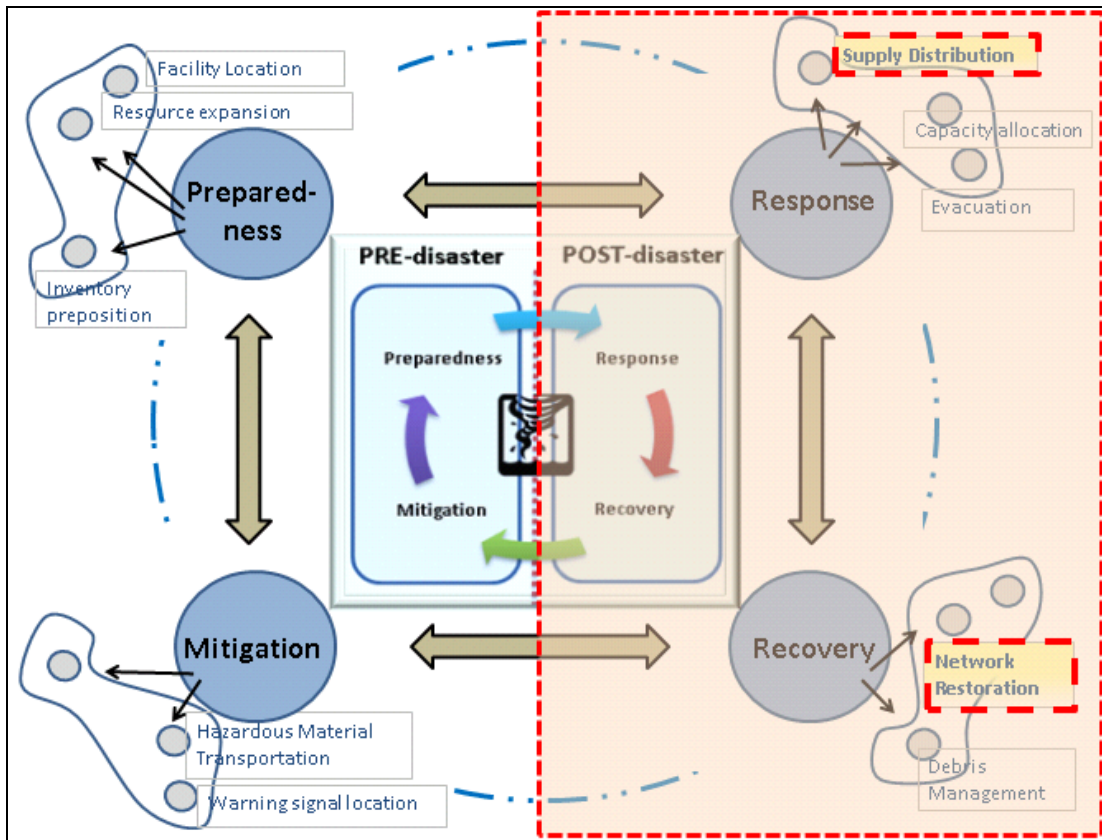 Facility Location
Resource expansion
Prepared-
ness
Inventory
preposition
Supply Distribution
Capacity allocation
Response
Evacuation
PRE-disaster
POST-disaster
Preparedness
Response
Mitigation
Recovery
Mitigation
Hazardous Material
Transportation
Warning signal location
Recovery
Network
Restoration
Debris
Management